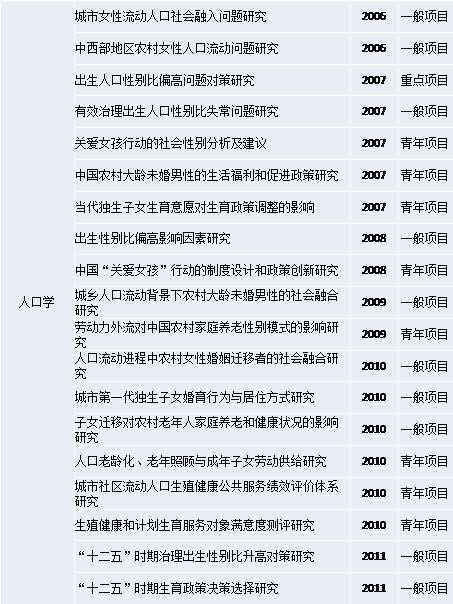 城市女性流动人口社会融入问题研究 2006 一般项目
中西部地区农村女性人口流动问题研究 2006 一般项目
出生人口性别比偏高问题对策研究 2007 重点项目
有效治理出生人口性别比失常问题研究 2007 一般项目
关爱女孩行动的社会性别分析及建议 2007 青年项目
中国农村大龄未婚男性的生活福利和促进政策研究 2007 青年项目
当代独生子女生育意愿对生育政策调整的影响 2007 青年项目
出生性别比偏高影响因素研究 2008 一般项目
中国“关爱女孩”行动的制度设计和政策创新研究 2008 青年项目
人口学
城乡人口流动背景下农村大龄未婚男性的社会融合
研究 2009 一般项目
劳动力外流对中国农村家庭养老性别模式的影响研
究 2009 青年项目
人口流动进程中农村女性婚姻迁移者的社会融合研
究 2010 一般项目
城市第一代独生子女婚育行为与居住方式研究 2010 一般项目
子女迁移对农村老年人家庭养老和健康状况的影响
研究 2010 一般项目
人口老龄化、老年照顾与成年子女劳动供给研究 2010 青年项目
城市社区流动人口生殖健康公共服务绩效评价体系
研究 2010 青年项目
生殖健康和计划生育服务对象满意度测评研究 2010 青年项目
“十二五”时期治理出生性别比升高对策研究 2011 一般项目
“十二五”时期生育政策决策选择研究 2011 一般项目